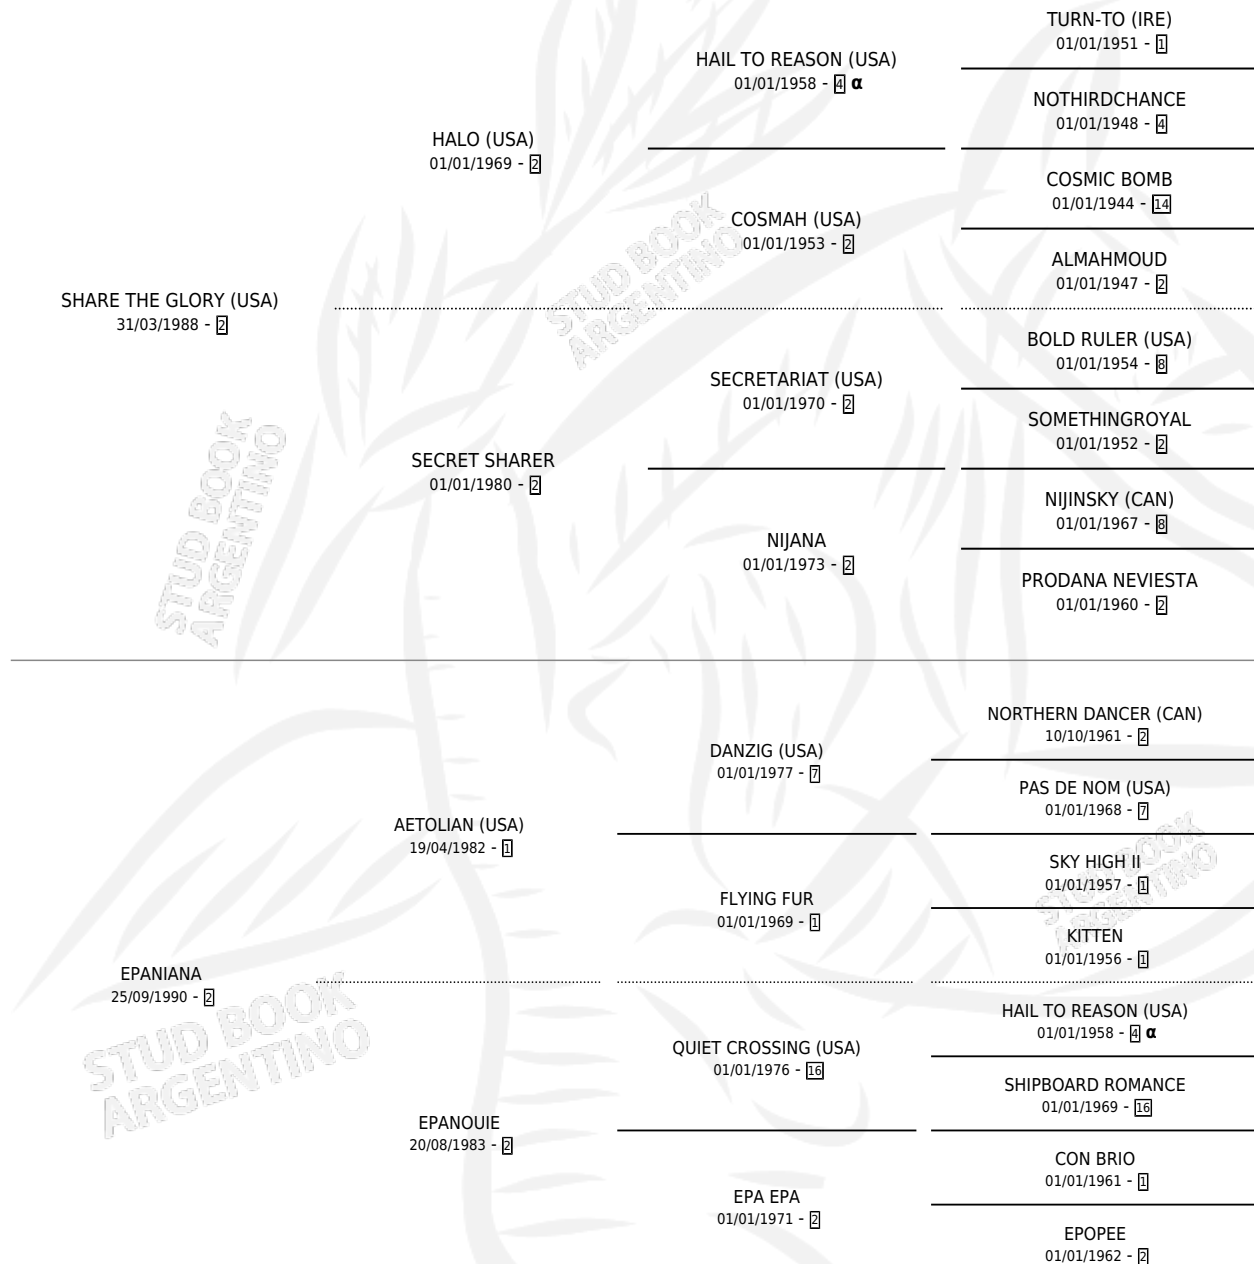 TURN-TO (IRE)
01/01/1951 - 1
HAIL TO REASON (USA)
01/01/1958 - 4 α
NOTHIRDCHANCE
01/01/1948 - 4
HALO (USA)
01/01/1969 - 2
COSMIC BOMB
01/01/1944 - 14
COSMAH (USA)
01/01/1953 - 2
ALMAHMOUD
01/01/1947 - 2
SHARE THE GLORY (USA)
31/03/1988 - 2
BOLD RULER (USA)
01/01/1954 - 8
SECRETARIAT (USA)
01/01/1970 - 2
SOMETHINGROYAL
01/01/1952 - 2
SECRET SHARER
01/01/1980 - 2
NIJINSKY (CAN)
01/01/1967 - 8
NIJANA
01/01/1973 - 2
PRODANA NEVIESTA
01/01/1960 - 2
STUD BOOK
ARGENTINO
STUD BOOK
ARGENTINO
NORTHERN DANCER (CAN)
10/10/1961 - 2
DANZIG (USA)
01/01/1977 - 7
PAS DE NOM (USA)
01/01/1968 - 7
AETOLIAN (USA)
19/04/1982 - 1
SKY HIGH II
01/01/1957 - 1
FLYING FUR
01/01/1969 - 1
KITTEN
01/01/1956 - 1
EPANIANA
25/09/1990 - 2
HAIL TO REASON (USA)
01/01/1958 - 4 α
QUIET CROSSING (USA)
01/01/1976 - 16
SHIPBOARD ROMANCE
01/01/1969 - 16
EPANOUIE
20/08/1983 - 2
CON BRIO
01/01/1961 - 1
EPA EPA
01/01/1971 - 2
EPOPEE
01/01/1962 - 2
STUD BOOK
ARGENTINO
STUD BOOK
ARGENTINO